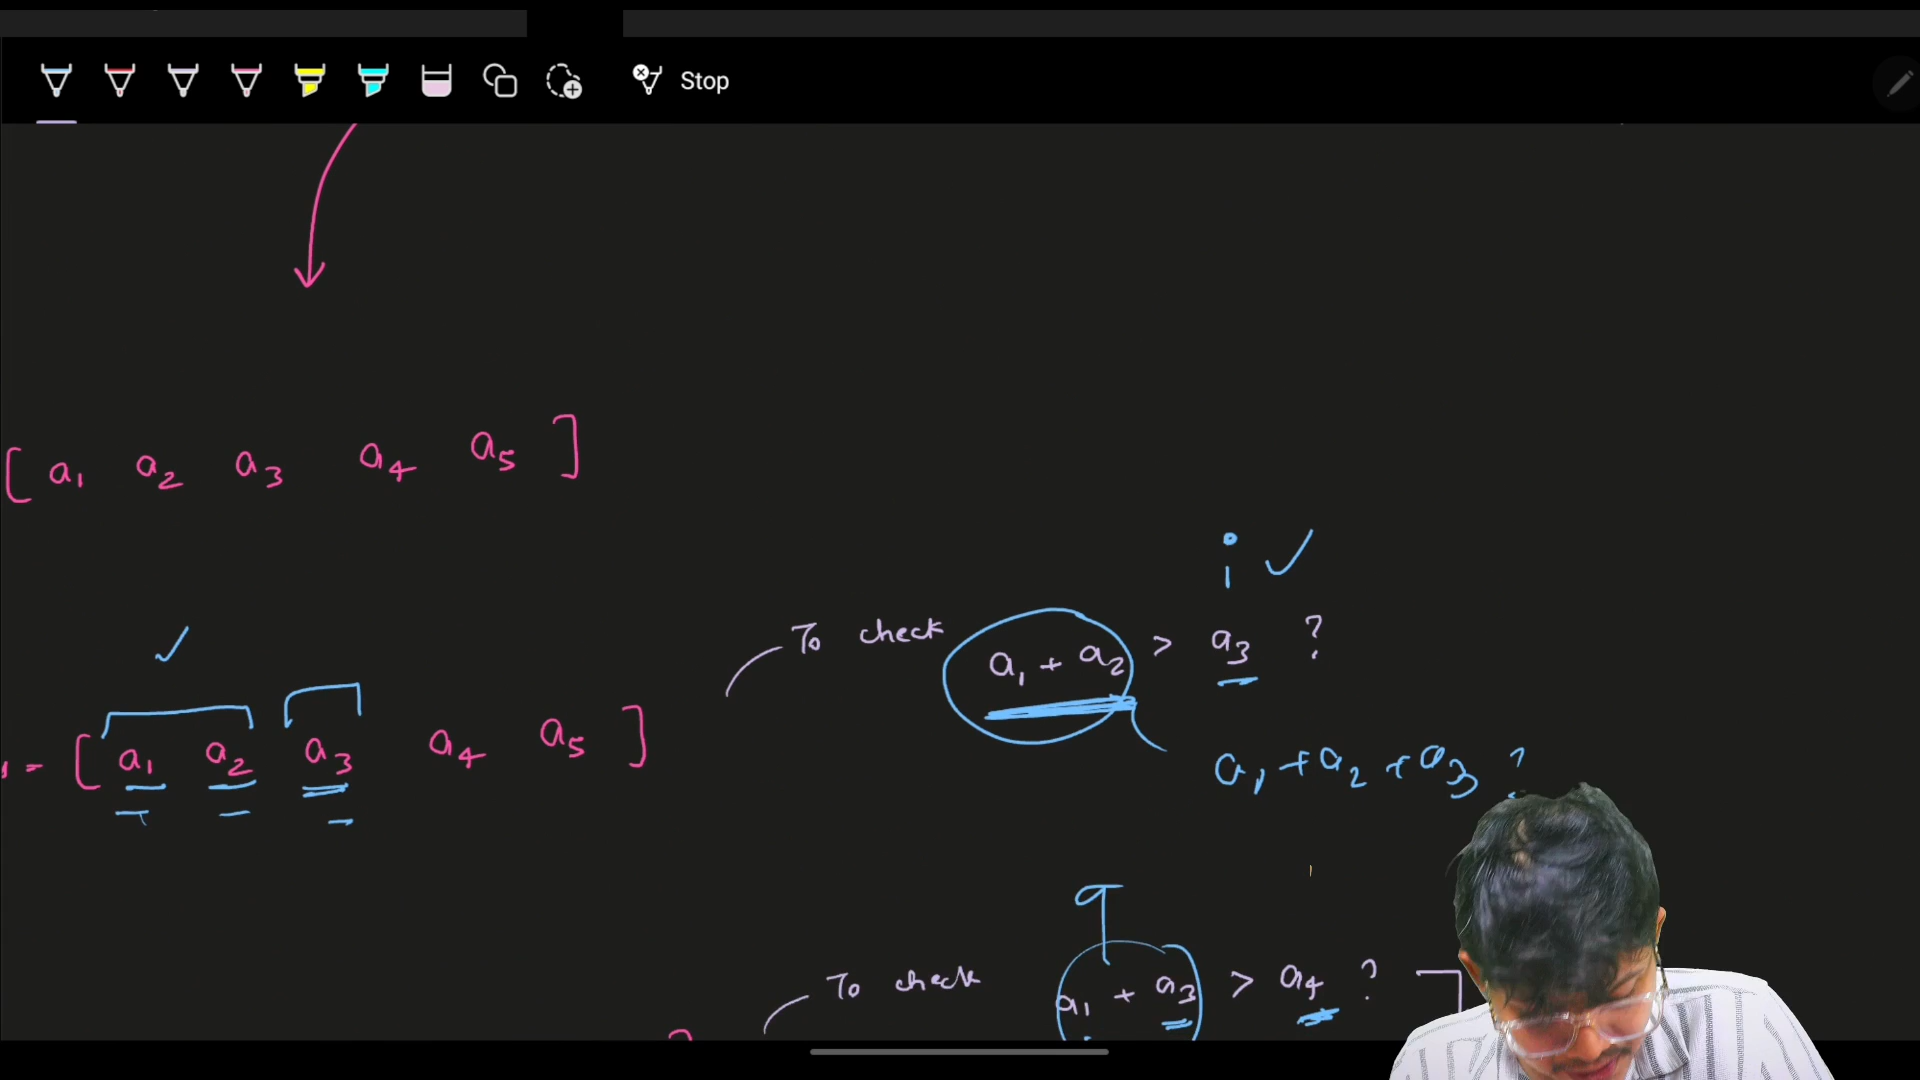 Stop
[ a₁ a₂ a₃ a₄ a₅ ]
i ✓
To check a₁ + a₂ > a₃ ?
✓
= [ a₁ a₂ a₃ a₄ a₅ ]
a₁ + a₂ + a₃ ?
To check a₁ + a₃ > a₄ ?